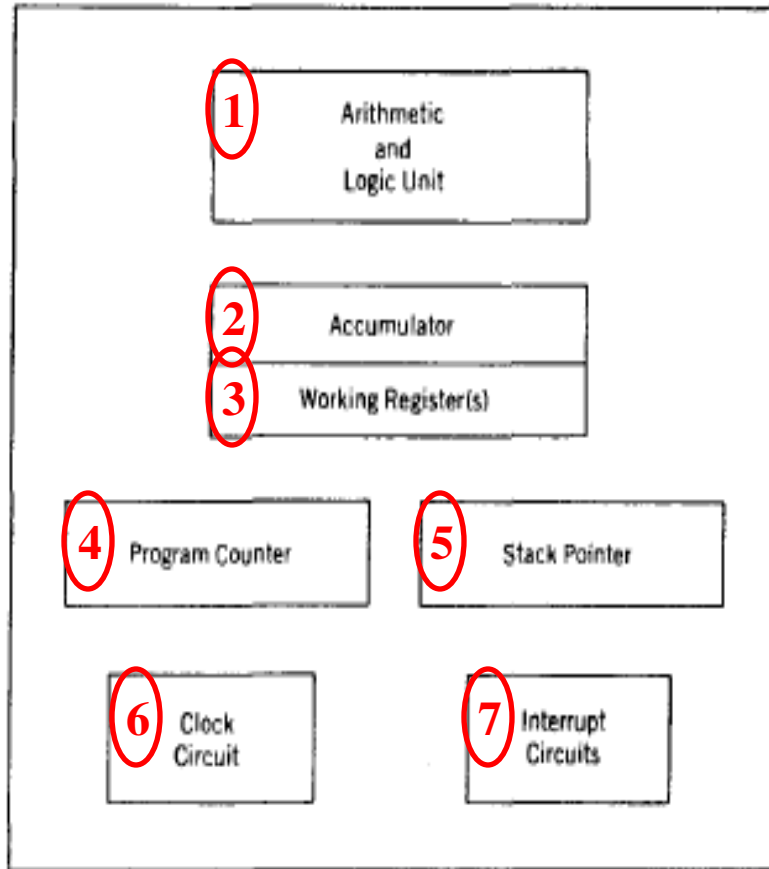 1
Arithmetic
and
Logic Unit
2
Accumulator
3
Working Register(s)
4
Program Counter
5
Stack Pointer
6
Clock
Circuit
7
Interrupt
Circuits